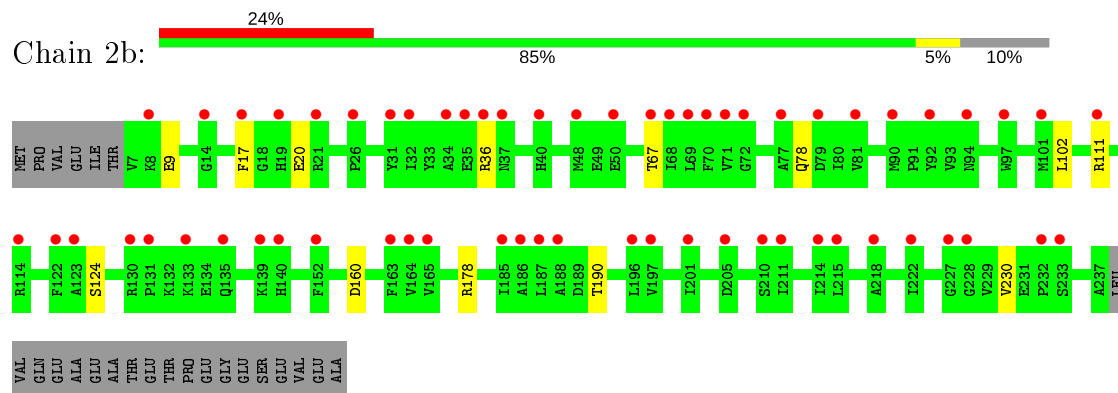 24%
Chain 2b:
85% 5% 10%
MET PRO VAL GLU ILE THR V7 K8 E9 G14 F17 G18 H19 E20 R21 P26 Y31 I32 Y33 A34 E35 R36 N37 H40 M48 E49 E50 T67 I68 L69 F70 V71 G72 A77 Q78 D79 I80 V81 M90 P91 Y92 V93 N94 W97 M101 L102 R111
R114 F122 A123 S124 R130 P131 K132 K133 E134 Q135 K139 H140 F152 D160 F163 V164 V165 R178 I185 A186 L187 A188 D189 T190 L196 V197 I201 D205 S210 I211 I214 L215 A218 I222 G227 G228 V229 V230 E231 P232 S233 A237 LEU
VAL GLN GLU ALA GLU ALA THR GLU THR PRO GLU GLY GLU SER GLU VAL GLU ALA